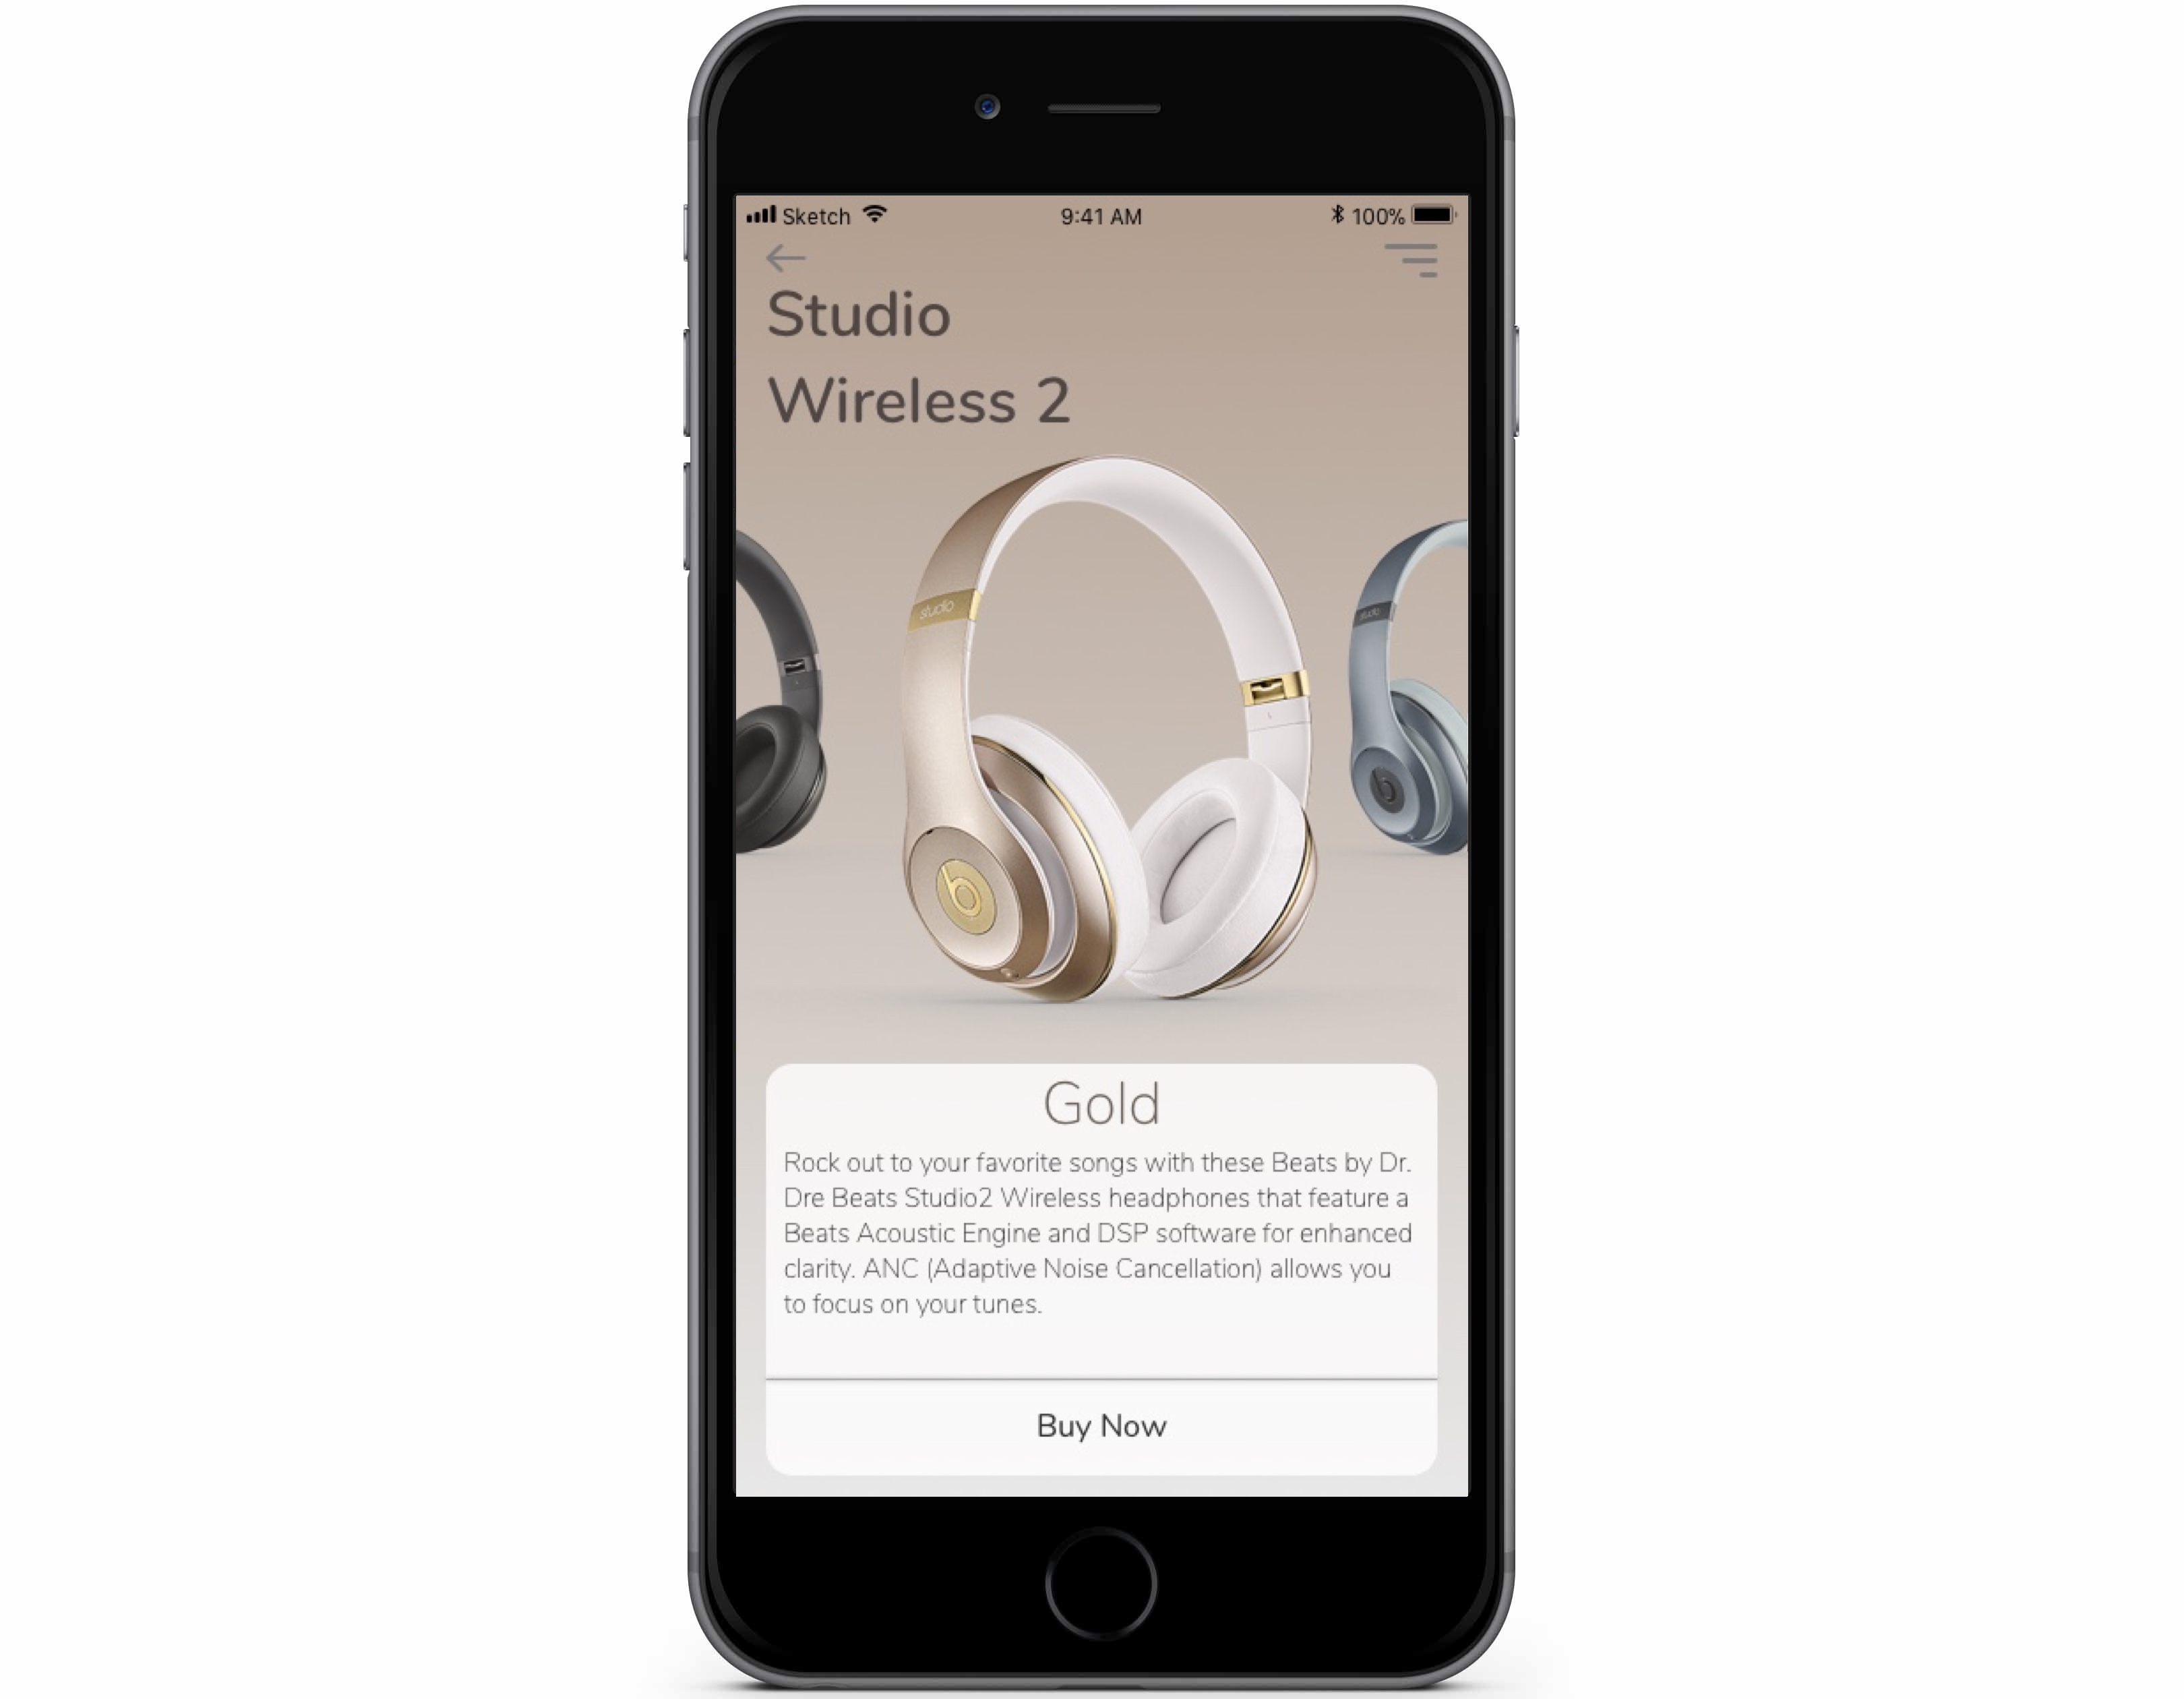 Sketch 9:41 AM 100%
Studio
Wireless 2
studio
studio
Gold
Rock out to your favorite songs with these Beats by Dr.
Dre Beats Studio2 Wireless headphones that feature a
Beats Acoustic Engine and DSP software for enhanced
clarity. ANC (Adaptive Noise Cancellation) allows you
to focus on your tunes.
Buy Now